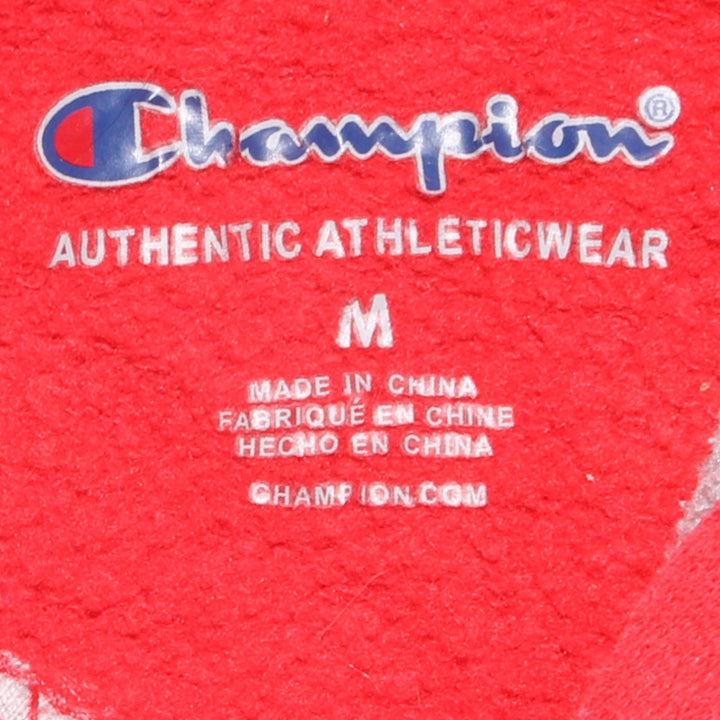 Champion®
AUTHENTIC ATHLETICWEAR
M
MADE IN CHINA
FABRIQUÉ EN CHINE
HECHO EN CHINA
CHAMPION.COM